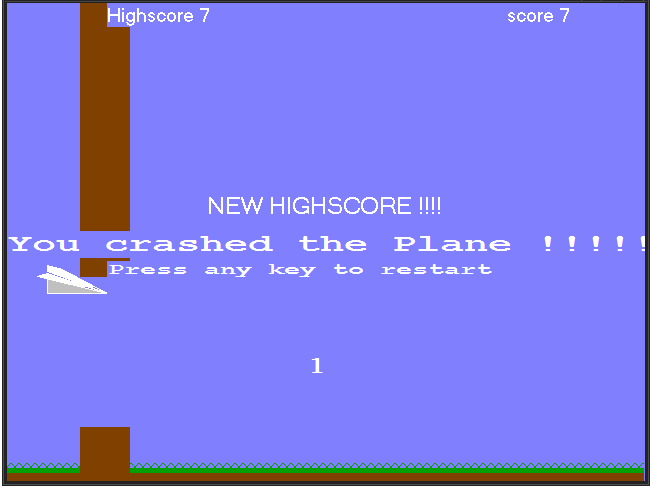 Highscore 7 score 7
NEW HIGHSCORE !!!!
You crashed the Plane !!!!!
Press any key to restart
1